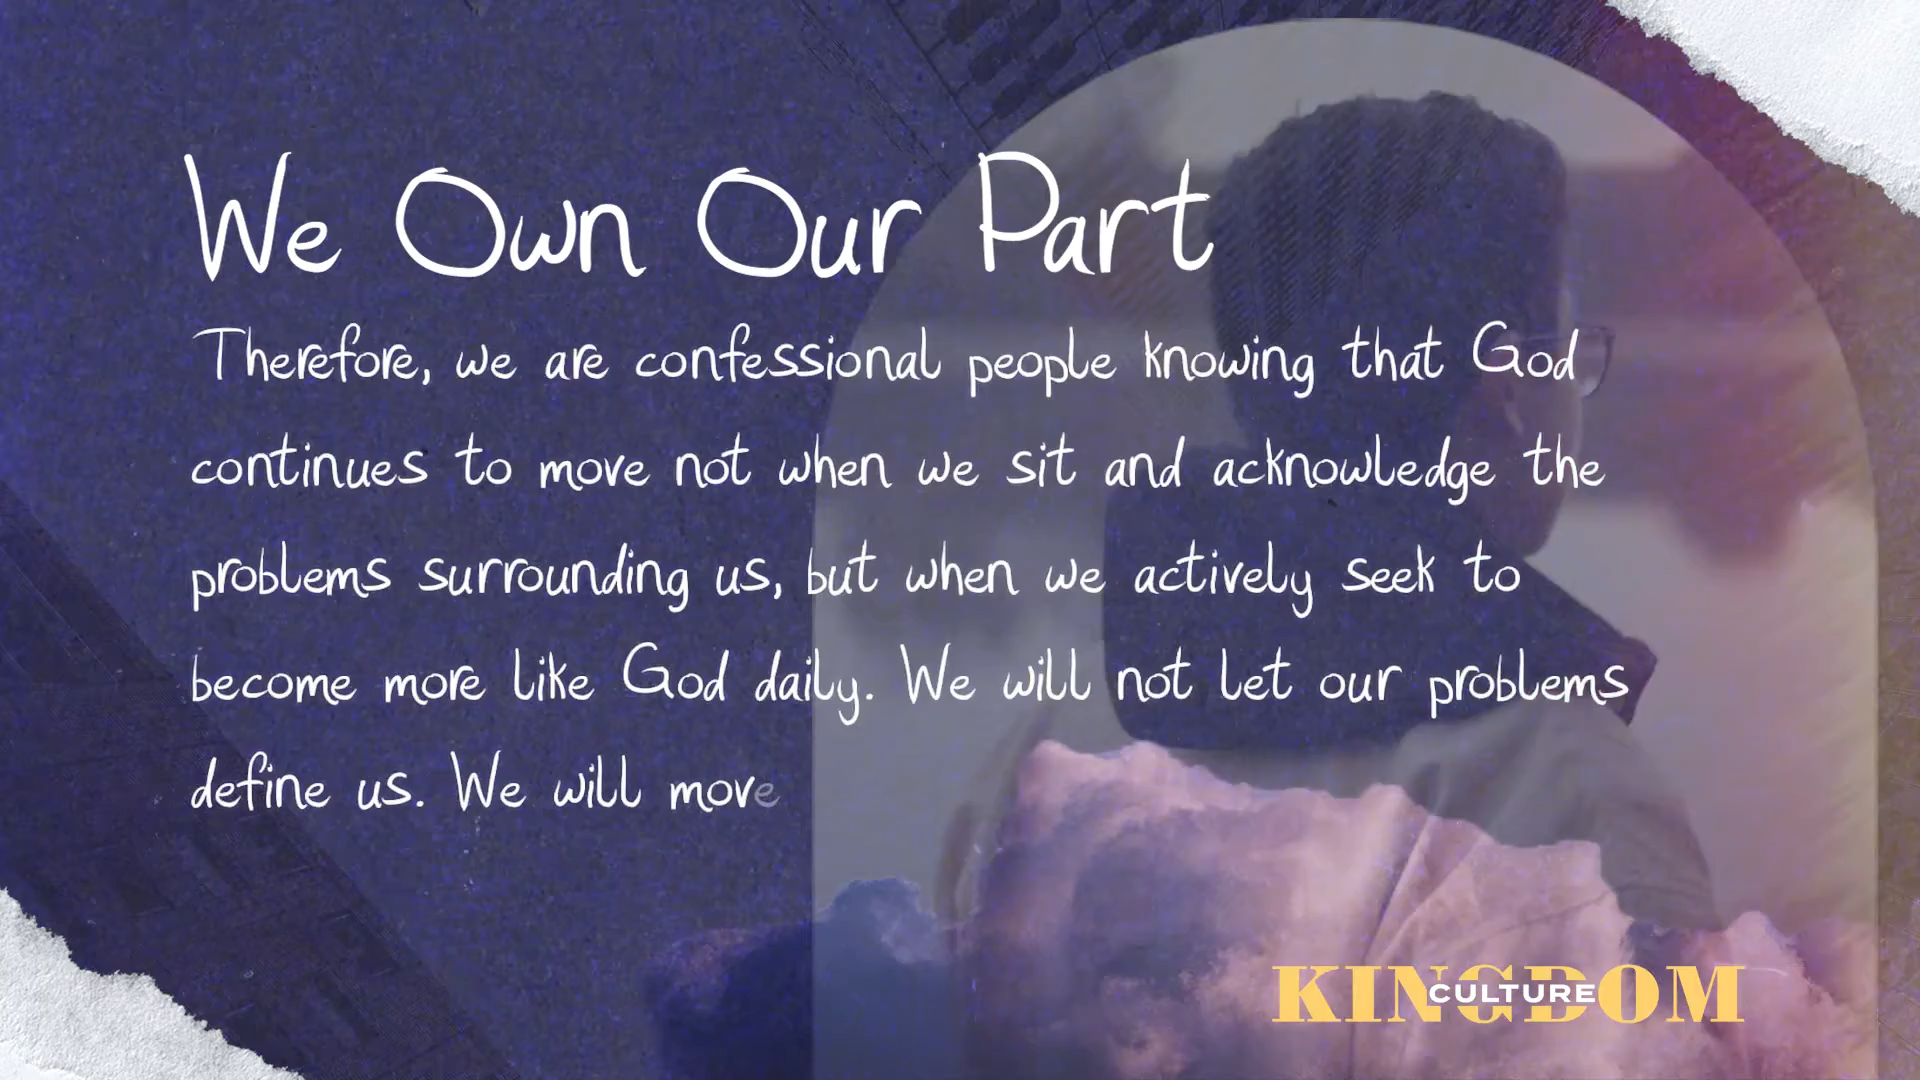 We Own Our Part
Therefore, we are confessional people knowing that God
continues to move not when we sit and acknowledge the
problems surrounding us, but when we actively seek to
become more like God daily. We will not let our problems
define us. We will move
KINGDOM
CULTURE